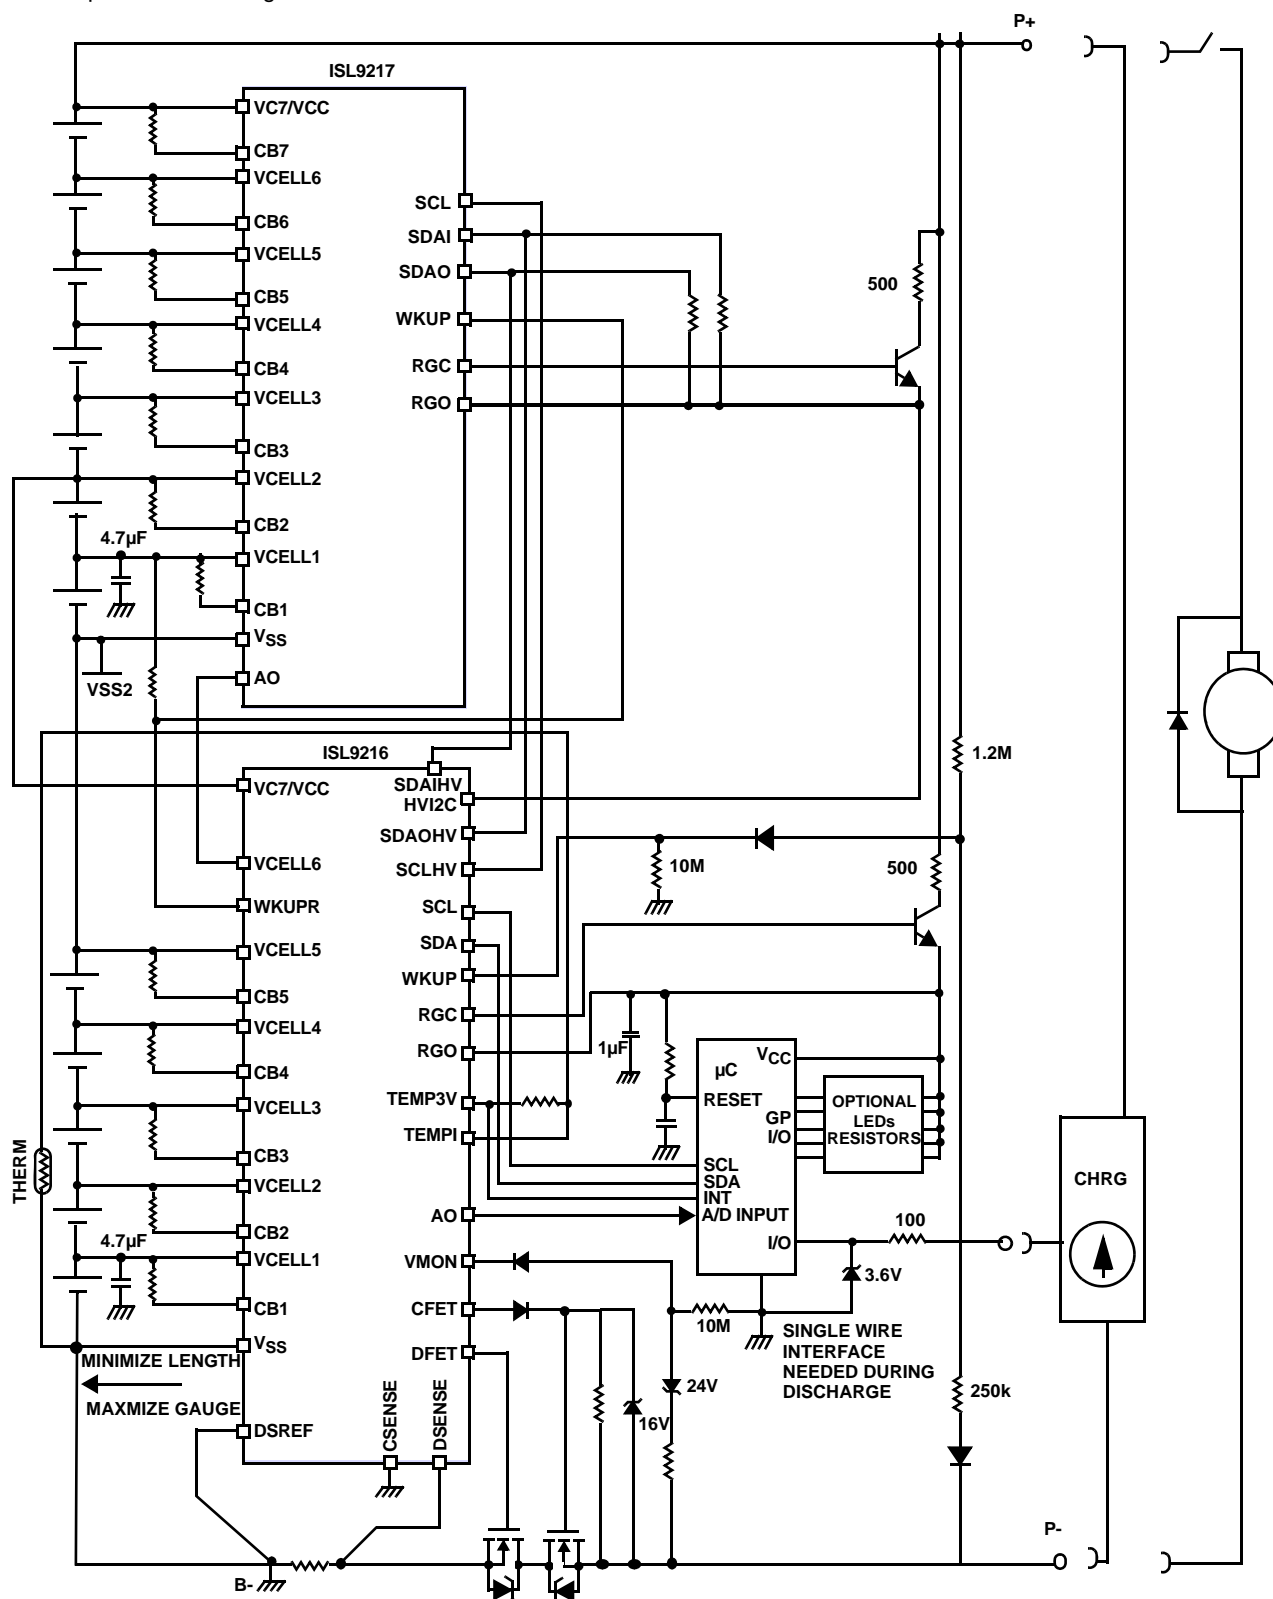 P+
ISL9217
VC7/VCC
CB7
VCELL6
CB6
VCELL5
CB5
VCELL4
CB4
VCELL3
CB3
VCELL2
CB2
4.7µF
VCELL1
CB1
VSS
VSS2
AO
SCL
SDAI
SDAO
WKUP
RGC
RGO
500
ISL9216
VC7/VCC
VCELL6
WKUPR
VCELL5
CB5
VCELL4
CB4
VCELL3
CB3
VCELL2
CB2
4.7µF
VCELL1
CB1
VSS
THERM
MINIMIZE LENGTH
MAXMIZE GAUGE
DSREF
CSENSE
DSENSE
SDAIHV
HVI2C
SDAOHV
SCLHV
SCL
SDA
WKUP
RGC
RGO
TEMP3V
TEMPI
AO
VMON
CFET
DFET
1.2M
10M
500
1µF
µC
VCC
RESET
GP
I/O
SCL
SDA
INT
A/D INPUT
I/O
OPTIONAL
LEDs
RESISTORS
CHRG
100
3.6V
10M
SINGLE WIRE
INTERFACE
NEEDED DURING
DISCHARGE
24V
16V
250k
P-
B-